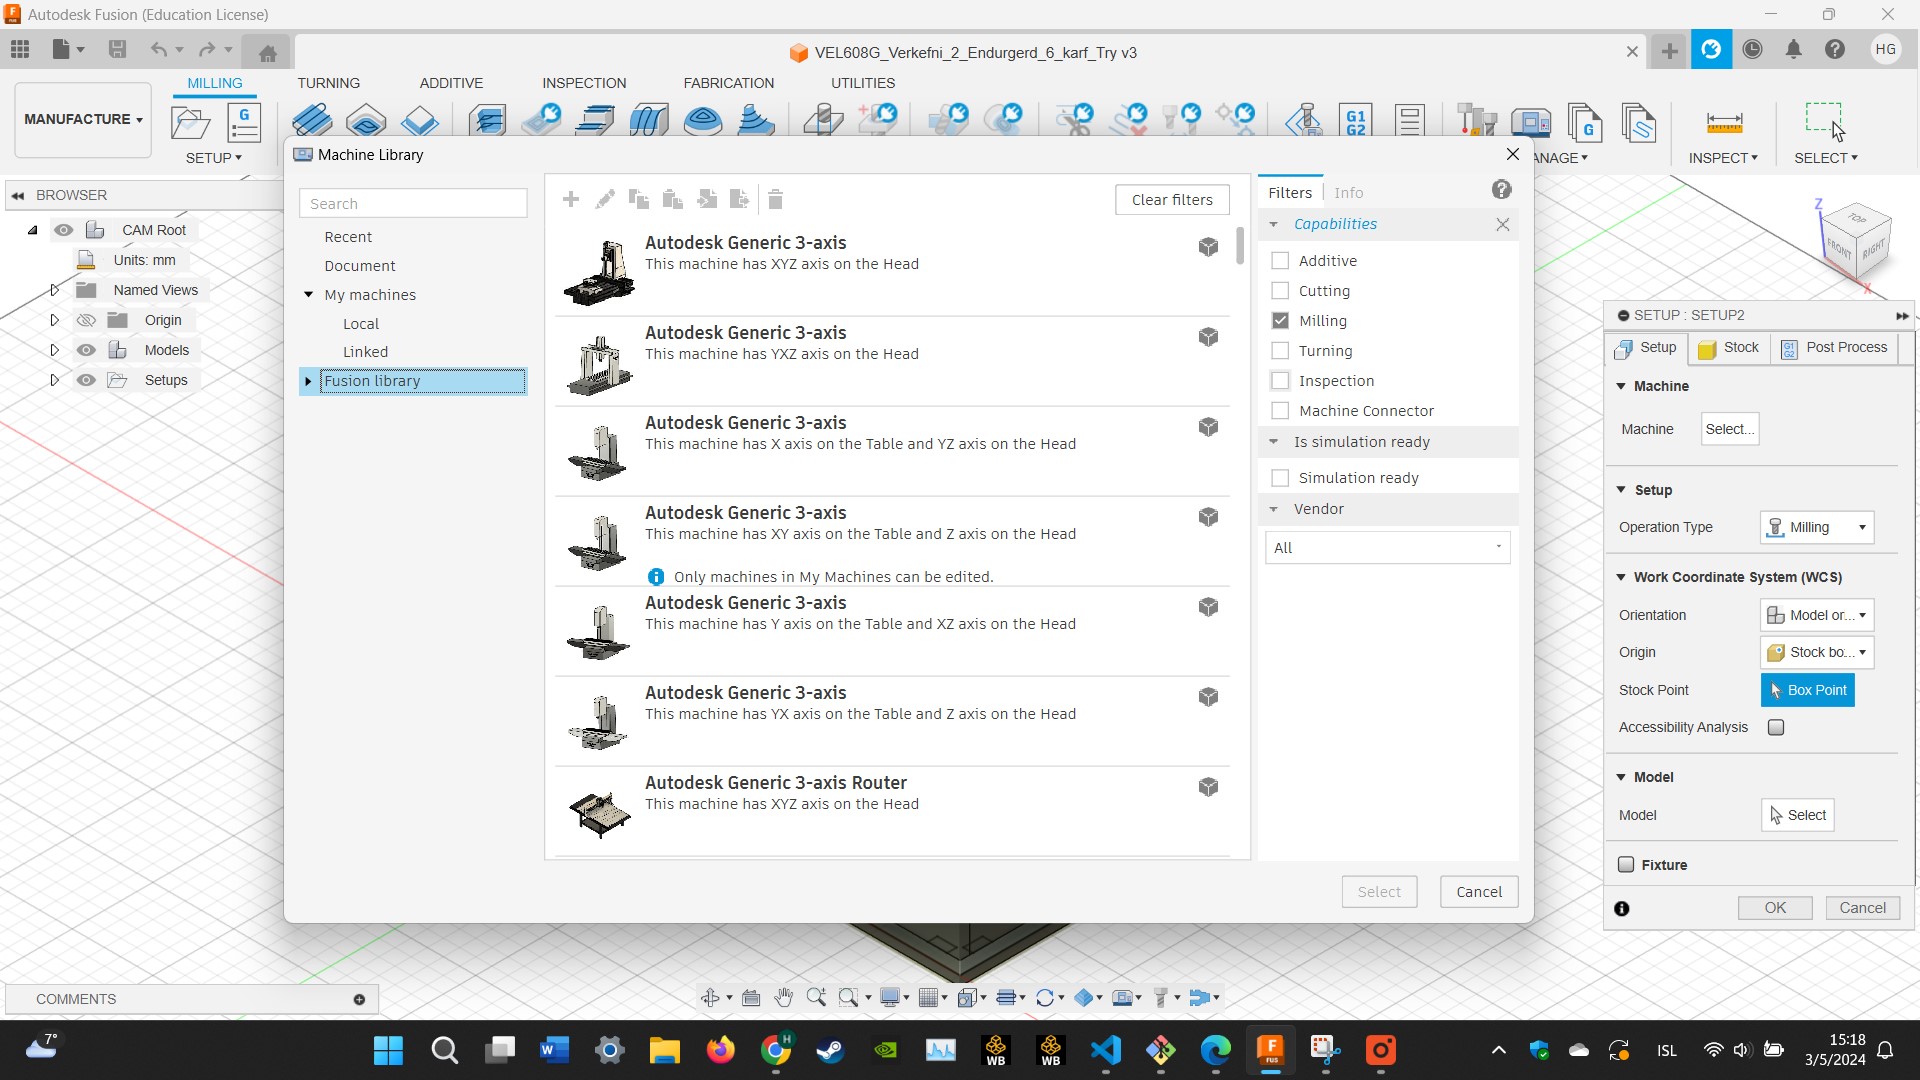 Autodesk Fusion (Education License)
VEL608G_Verkefni_2_Endurgerd_6_karf_Try v3
HG
MILLING
TURNING
ADDITIVE
INSPECTION
FABRICATION
UTILITIES
MANUFACTURE
G
G1
G2
G
SETUP
ANAGE
INSPECT
SELECT
Machine Library
BROWSER
CAM Root
Units: mm
Named Views
Origin
Models
Setups
Search
Recent
Document
My machines
Local
Linked
Fusion library
Clear filters
Autodesk Generic 3-axis
This machine has XYZ axis on the Head
Autodesk Generic 3-axis
This machine has YXZ axis on the Head
Autodesk Generic 3-axis
This machine has X axis on the Table and YZ axis on the Head
Autodesk Generic 3-axis
This machine has XY axis on the Table and Z axis on the Head
Only machines in My Machines can be edited.
Autodesk Generic 3-axis
This machine has Y axis on the Table and XZ axis on the Head
Autodesk Generic 3-axis
This machine has YX axis on the Table and Z axis on the Head
Autodesk Generic 3-axis Router
This machine has XYZ axis on the Head
Filters
Info
Capabilities
Additive
Cutting
Milling
Turning
Inspection
Machine Connector
Is simulation ready
Simulation ready
Vendor
All
Select
Cancel
Z
TOP
FRONT
RIGHT
X
SETUP : SETUP2
Setup
Stock
Post Process
Machine
Machine
Select...
Setup
Operation Type
Milling
Work Coordinate System (WCS)
Orientation
Model or...
Origin
Stock bo...
Stock Point
Box Point
Accessibility Analysis
Model
Model
Select
Fixture
OK
Cancel
COMMENTS
7°
H
WB
WB
F
FUS
ISL
15:18
3/5/2024